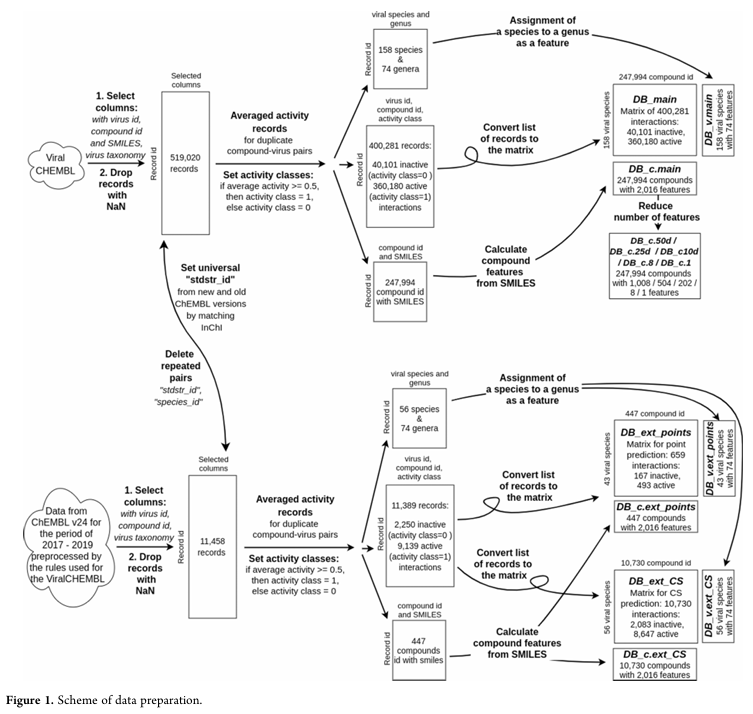 viral species and
genus
Assignment of
a species to a genus
as a feature
Record id
158 species
&
74 genera
Selected
columns
1. Select
columns:
with virus id,
compound id
and SMILES,
virus taxonomy
2. Drop
records
with
NaN
Viral
CHEMBL
Record id
519,020
records
Averaged activity
records
for duplicate
compound-virus pairs
Set activity classes:
if average activity >= 0.5,
then activity class = 1,
else activity class = 0
virus id,
compound id,
activity class
Record id
400,281 records:
40,101 inactive
(activity class=0 )
360,180 active
(activity class=1)
interactions
Convert list
of records to
the matrix
247,994 compound id
158 viral species
DB_main
Matrix of 400,281
interactions:
40,101 inactive,
360,180 active
DB_v.main
158 viral species
with 74 features
DB_c.main
247,994 compounds
with 2,016 features
Reduce
number of features
DB_c.50d /
DB_c.25d / DB_c10d
/ DB_c.8 / DB_c.1
247,994 compounds
with 1,008 / 504 / 202
/ 8 / 1 features
compound id
and SMILES
Record id
247,994
compound id
with SMILES
Calculate
compound
features
from SMILES
Set universal
"stdstr_id"
from new and old
ChEMBL versions
by matching
InChI
Delete
repeated
pairs
"stdstr_id",
"species_id"
viral species and
genus
Assignment of
a species to a genus
as a feature
Record id
56 species
&
74 genera
Selected
columns
Data from
ChEMBL v24 for
the period of
2017 - 2019
preprocessed by
the rules used for
the ViralCHEMBL
1. Select
columns:
with virus id,
compound id,
virus taxonomy
2. Drop
records
with
NaN
Record id
11,458
records
Averaged activity
records
for duplicate
compound-virus pairs
Set activity classes:
if average activity >= 0.5,
then activity class = 1,
else activity class = 0
virus id,
compound id,
activity class
Record id
11,389 records:
2,250 inactive
(activity class=0 )
9,139 active
(activity class=1)
interactions
Convert list
of records to
the matrix
Convert list
of records to
the matrix
447 compound id
43 viral species
DB_ext_points
Matrix for point
prediction: 659
interactions:
167 inactive,
493 active
DB_v.ext_points
43 viral species
with 74 features
DB_c.ext_points
447 compounds
with 2,016 features
10,730 compound id
56 viral species
DB_ext_CS
Matrix for CS
prediction: 10,730
interactions:
2,083 inactive,
8,647 active
DB_v.ext_CS
56 viral species
with 74 features
DB_c.ext_CS
10,730 compounds
with 2,016 features
compound id
and SMILES
Record id
447
compounds
id with smiles
Calculate
compound features
from SMILES
Figure 1. Scheme of data preparation.